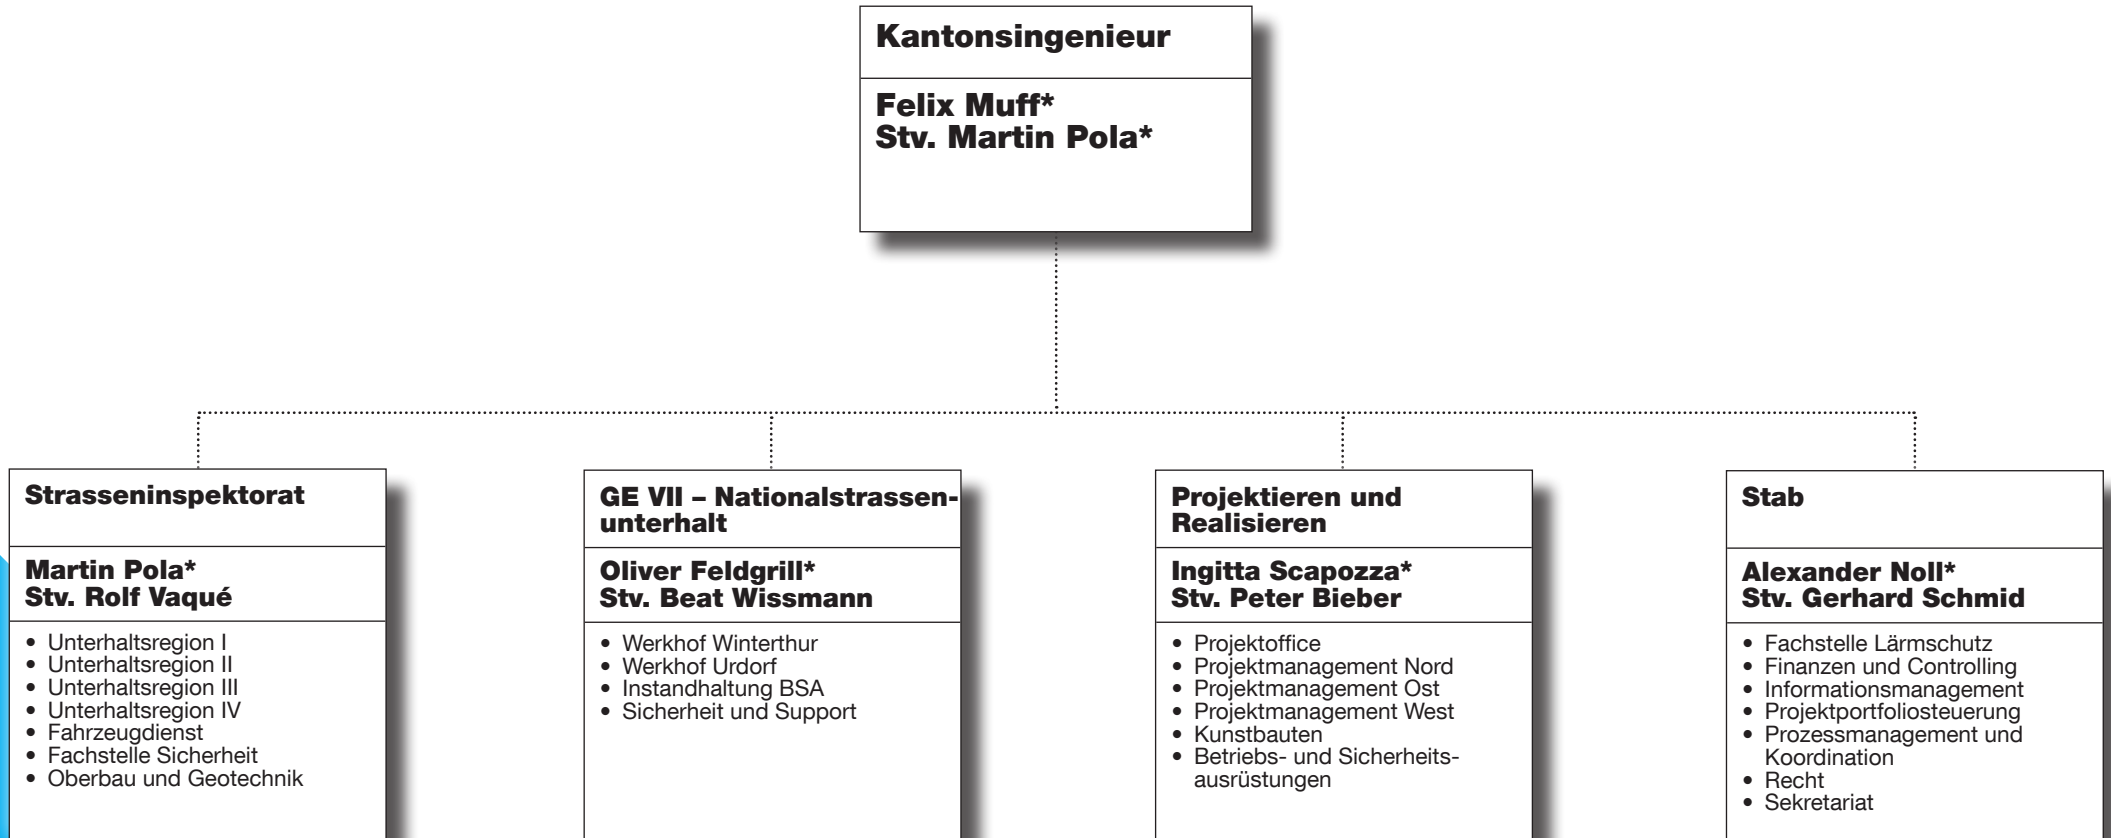 Kantonsingenieur
Felix Muff*
Stv. Martin Pola*
Strasseninspektorat
Martin Pola*
Stv. Rolf Vaqué
• Unterhaltsregion I
• Unterhaltsregion II
• Unterhaltsregion III
• Unterhaltsregion IV
• Fahrzeugdienst
• Fachstelle Sicherheit
• Oberbau und Geotechnik
GE VII – Nationalstrassen-
unterhalt
Oliver Feldgrill*
Stv. Beat Wissmann
• Werkhof Winterthur
• Werkhof Urdorf
• Instandhaltung BSA
• Sicherheit und Support
Projektieren und
Realisieren
Ingitta Scapozza*
Stv. Peter Bieber
• Projektoffice
• Projektmanagement Nord
• Projektmanagement Ost
• Projektmanagement West
• Kunstbauten
• Betriebs- und Sicherheits-
ausrüstungen
Stab
Alexander Noll*
Stv. Gerhard Schmid
• Fachstelle Lärmschutz
• Finanzen und Controlling
• Informationsmanagement
• Projektportfoliosteuerung
• Prozessmanagement und
Koordination
• Recht
• Sekretariat